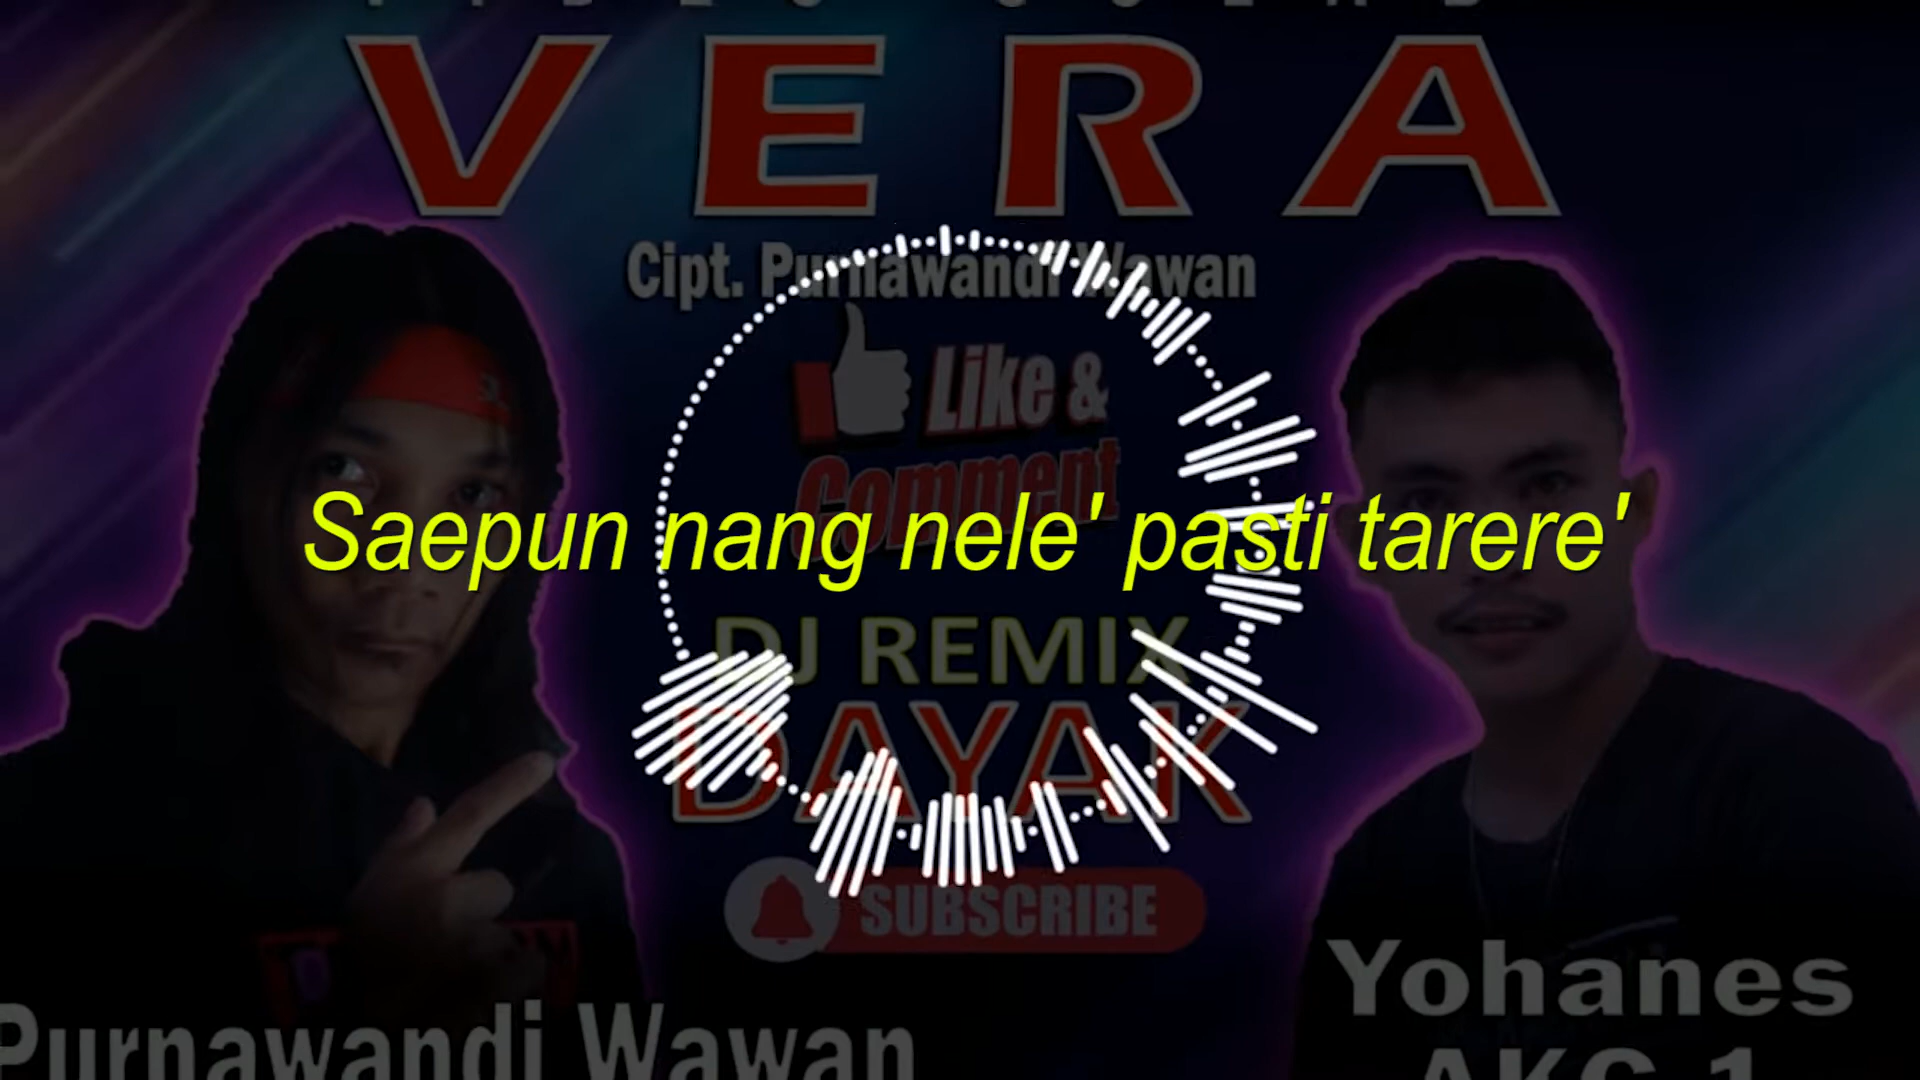 VERA
Cipt. Purnawandi Wawan
Like &
Comment
Saepun nang nele' pasti tarere'
DJ REMIX
DAYAK
SUBSCRIBE
Yohanes
Purnawandi Wawan